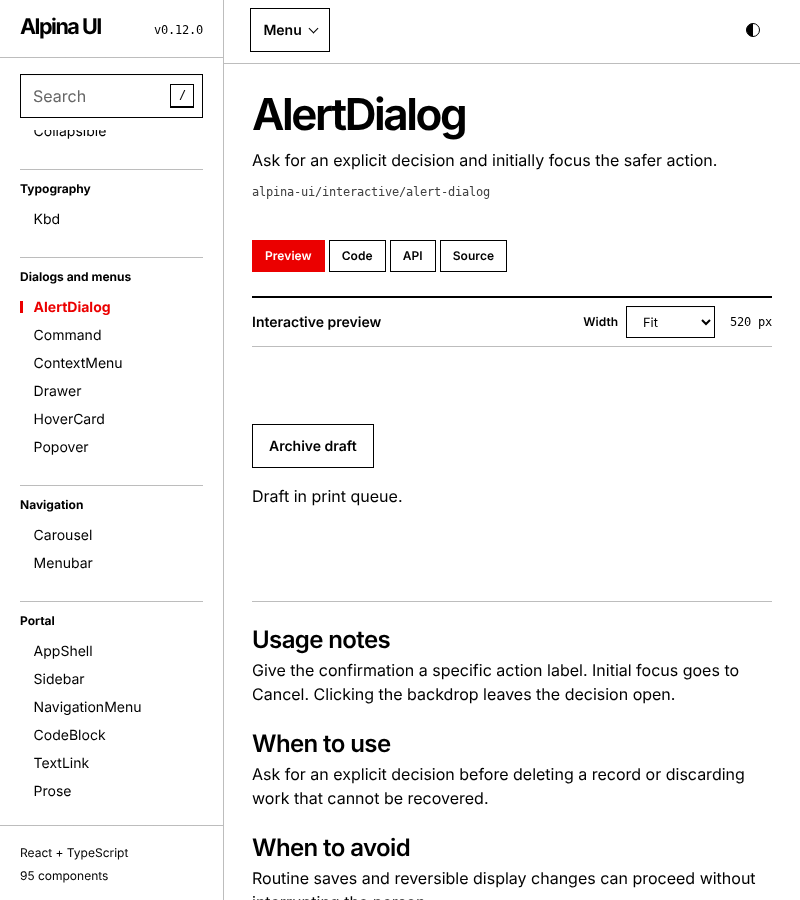 Alpina UI
v0.12.0
Search
/
Collapsible
Typography
Kbd
Dialogs and menus
AlertDialog
Command
ContextMenu
Drawer
HoverCard
Popover
Navigation
Carousel
Menubar
Portal
AppShell
Sidebar
NavigationMenu
CodeBlock
TextLink
Prose
React + TypeScript
95 components
Menu
AlertDialog
Ask for an explicit decision and initially focus the safer action.
alpina-ui/interactive/alert-dialog
Preview
Code
API
Source
Interactive preview
Width
Fit
520 px
Archive draft
Draft in print queue.
Usage notes
Give the confirmation a specific action label. Initial focus goes to
Cancel. Clicking the backdrop leaves the decision open.
When to use
Ask for an explicit decision before deleting a record or discarding
work that cannot be recovered.
When to avoid
Routine saves and reversible display changes can proceed without
interrupting the person.